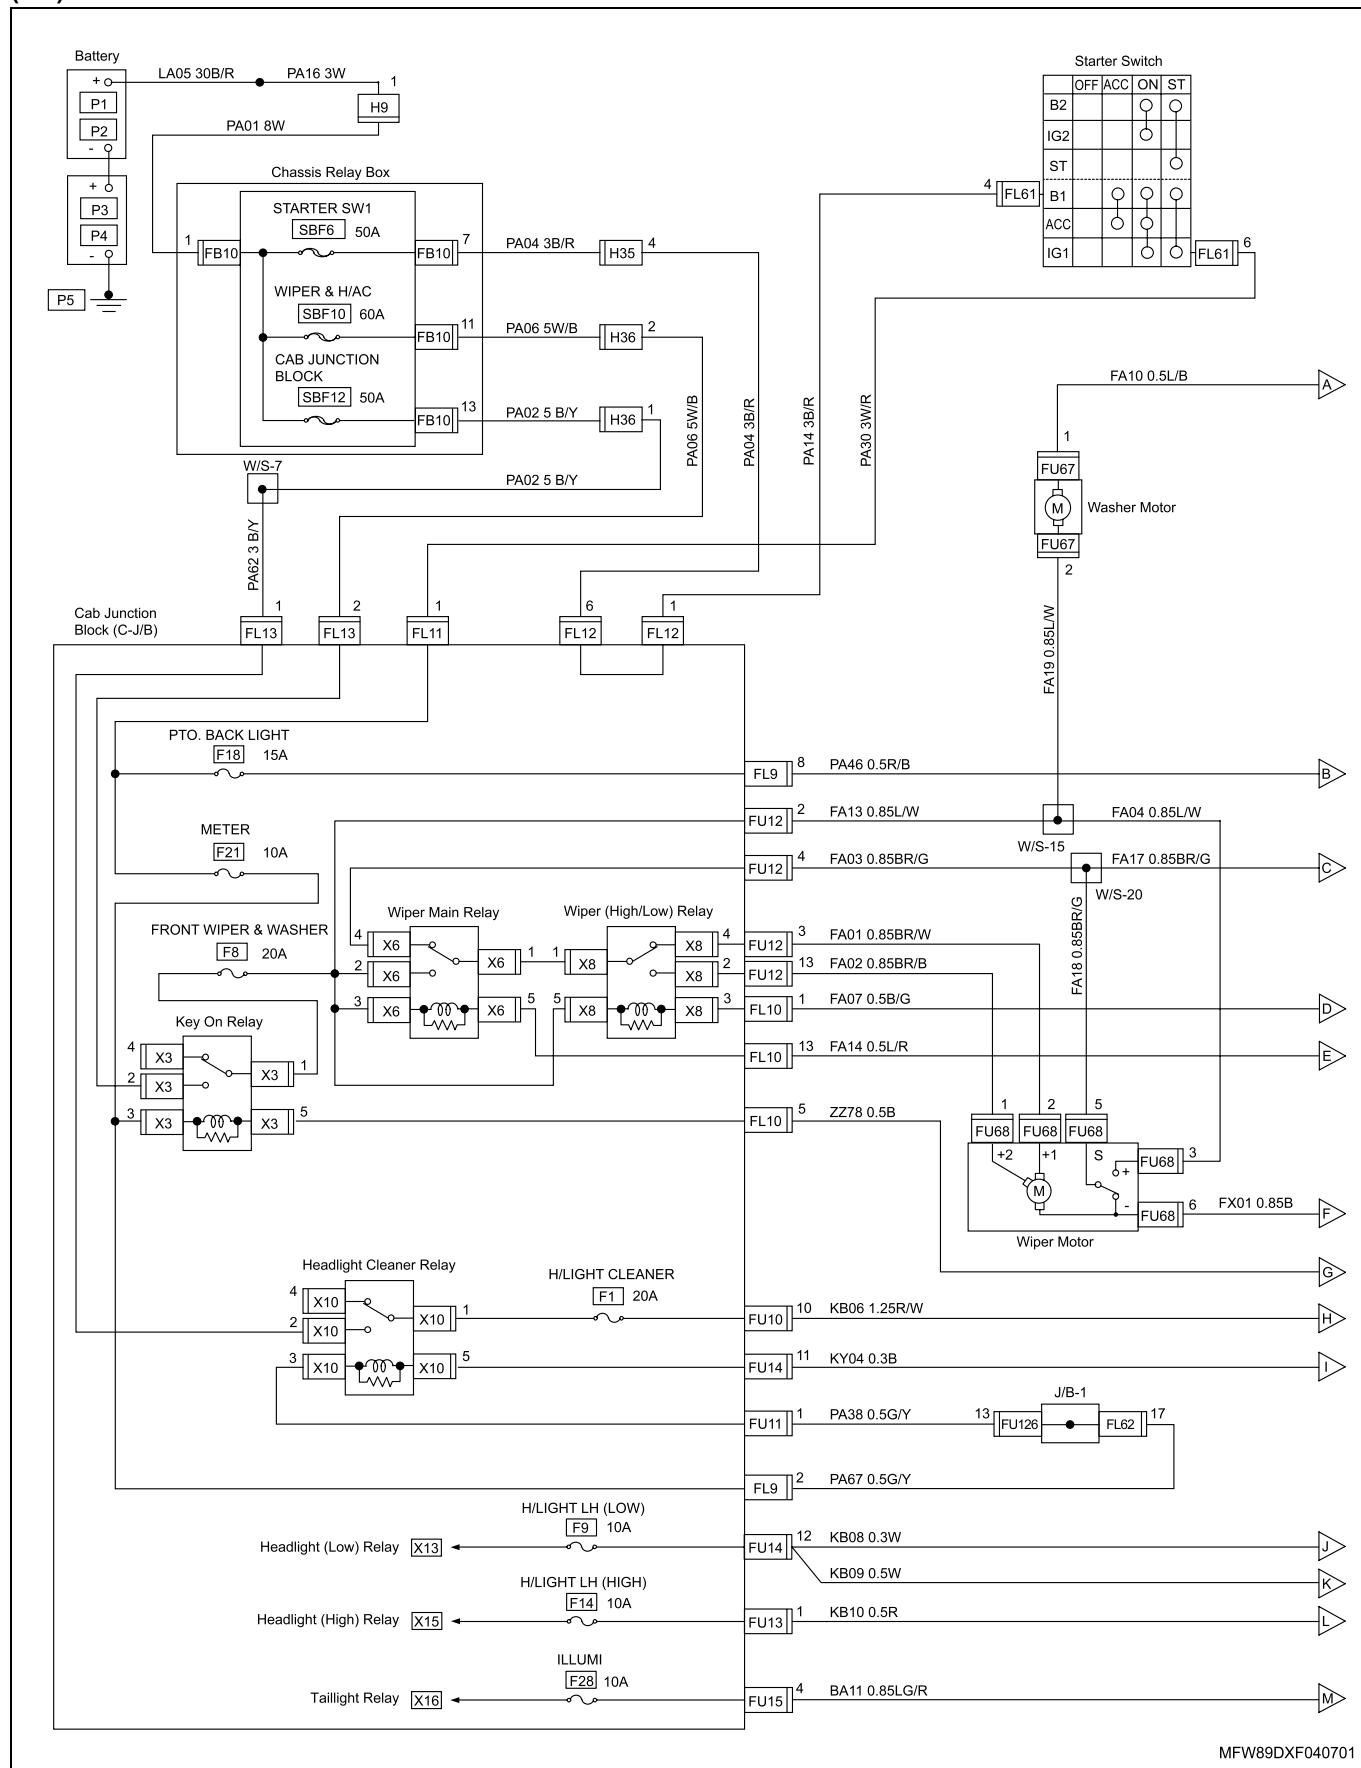 Battery
LA05 30B/R
PA16 3W
1
H9
+
P1
P2
-
PA01 8W
+
P3
P4
-
P5
Starter Switch
OFF ACC ON ST
B2
IG2
ST
B1
ACC
IG1
4
FL61
FL61
6
Chassis Relay Box
STARTER SW1
SBF6 50A
1
FB10
FB10
7
PA04 3B/R
H35
4
WIPER & H/AC
SBF10 60A
FB10
11
PA06 5W/B
H36
2
CAB JUNCTION
BLOCK
SBF12 50A
FB10
13
PA02 5 B/Y
H36
1
PA06 5W/B
PA04 3B/R
PA14 3B/R
PA30 3W/R
FA10 0.5L/B
A
1
FU67
M
Washer Motor
FU67
2
FA19 0.85L/W
W/S-7
PA02 5 B/Y
PA62 3 B/Y
Cab Junction
Block (C-J/B)
1
FL13
2
FL13
1
FL11
6
FL12
1
FL12
PTO. BACK LIGHT
F18 15A
FL9
8
PA46 0.5R/B
B
FU12
2
FA13 0.85L/W
FA04 0.85L/W
W/S-15
METER
F21 10A
FU12
4
FA03 0.85BR/G
FA17 0.85BR/G
C
W/S-20
FA18 0.85BR/G
Wiper Main Relay
Wiper (High/Low) Relay
FRONT WIPER & WASHER
F8 20A
4
X6
2
X6
3
X6
X6
1
X6
5
1
X8
5
X8
X8
4
X8
2
X8
3
FU12
3
FA01 0.85BR/W
FU12
13
FA02 0.85BR/B
FL10
1
FA07 0.5B/G
D
FL10
13
FA14 0.5L/R
E
Key On Relay
4
X3
2
X3
3
X3
X3
1
X3
5
FL10
5
ZZ78 0.5B
1
FU68
2
FU68
5
FU68
+2
+1
S
+
-
M
FU68
3
FU68
6
FX01 0.85B
F
Wiper Motor
G
Headlight Cleaner Relay
4
X10
2
X10
3
X10
X10
1
X10
5
H/LIGHT CLEANER
F1 20A
FU10
10
KB06 1.25R/W
H
FU14
11
KY04 0.3B
I
FU11
1
PA38 0.5G/Y
13
FU126
J/B-1
FL62
17
FL9
2
PA67 0.5G/Y
H/LIGHT LH (LOW)
F9 10A
Headlight (Low) Relay X13
FU14
12
KB08 0.3W
J
KB09 0.5W
K
H/LIGHT LH (HIGH)
F14 10A
Headlight (High) Relay X15
FU13
1
KB10 0.5R
L
ILLUMI
F28 10A
Taillight Relay X16
FU15
4
BA11 0.85LG/R
M
MFW89DXF040701